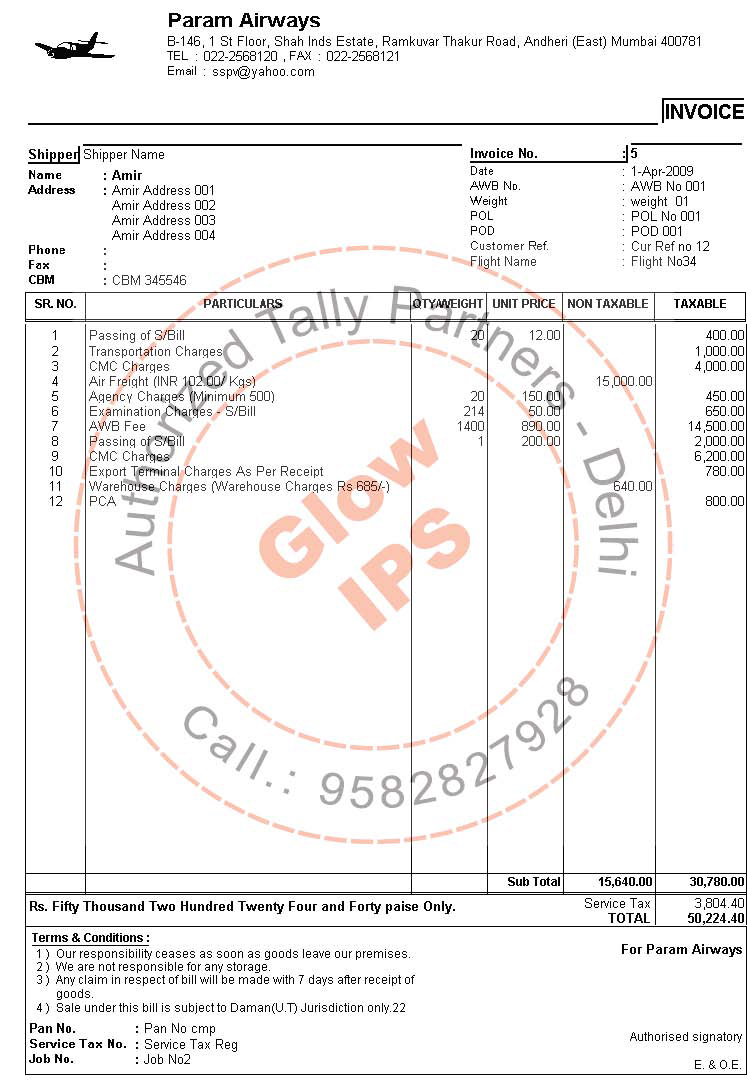 Param Airways
B-146, 1 St Floor, Shah Inds Estate, Ramkuvar Thakur Road, Andheri (East) Mumbai 400781
TEL : 022-2568120 , FAX : 022-2568121
Email : sspv@yahoo.com
INVOICE
Shipper Shipper Name
Name : Amir
Address : Amir Address 001
Amir Address 002
Amir Address 003
Amir Address 004
Phone :
Fax :
CBM : CBM 345546
Invoice No. : 5
Date : 1-Apr-2009
AWB No. : AWB No 001
Weight : weight 01
POL : POL No 001
POD : POD 001
Customer Ref. : Cur Ref no 12
Flight Name : Flight No34
SR. NO. PARTICULARS QTY/WEIGHT UNIT PRICE NON TAXABLE TAXABLE
1 Passing of S/Bill 20 12.00 400.00
2 Transportation Charges 1,000.00
3 CMC Charges 4,000.00
4 Air Freight (INR 102.00/ Kgs) 15,000.00
5 Agency Charges (Minimum 500) 20 150.00 450.00
6 Examination Charges - S/Bill 214 50.00 650.00
7 AWB Fee 1400 890.00 14,500.00
8 Passing of S/Bill 1 200.00 2,000.00
9 CMC Charges 6,200.00
10 Export Terminal Charges As Per Receipt 780.00
11 Warehouse Charges (Warehouse Charges Rs 685/-) 640.00
12 PCA 800.00
Authorized Tally Partners - Delhi
Glow
IPS
Call.: 9582827928
Sub Total 15,640.00 30,780.00
Rs. Fifty Thousand Two Hundred Twenty Four and Forty paise Only.
Service Tax 3,804.40
TOTAL 50,224.40
Terms & Conditions :
1 ) Our responsibility ceases as soon as goods leave our premises.
2 ) We are not responsible for any storage.
3 ) Any claim in respect of bill will be made with 7 days after receipt of
goods.
4 ) Sale under this bill is subject to Daman(U.T) Jurisdiction only.22
For Param Airways
Pan No. : Pan No cmp
Service Tax No. : Service Tax Reg
Job No. : Job No2
Authorised signatory
E. & O.E.